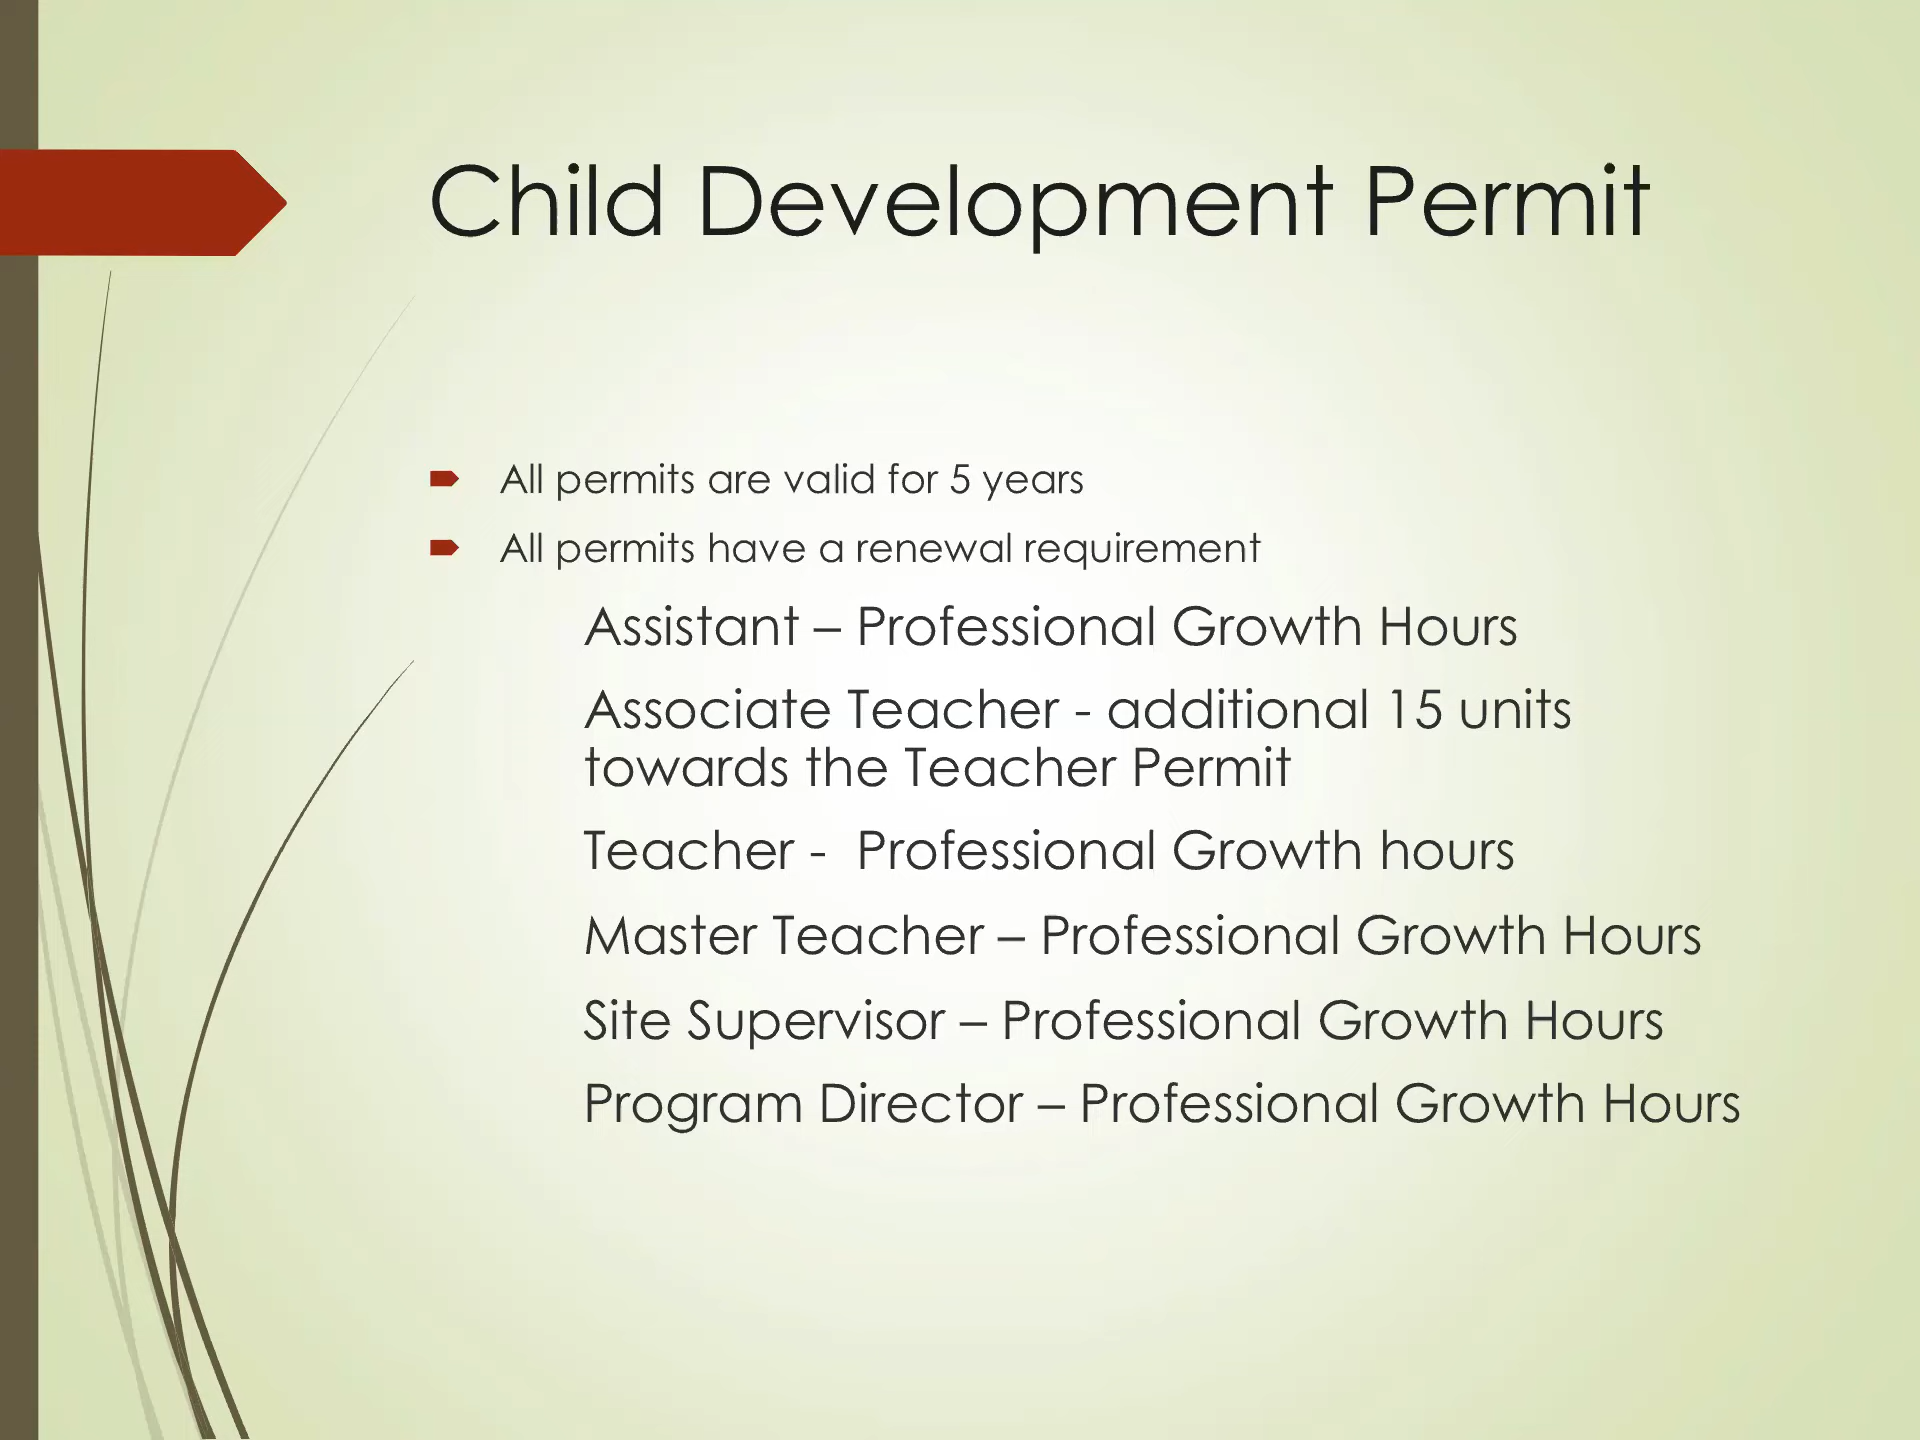 Child Development Permit
All permits are valid for 5 years
All permits have a renewal requirement
Assistant – Professional Growth Hours
Associate Teacher - additional 15 units
towards the Teacher Permit
Teacher -  Professional Growth hours
Master Teacher – Professional Growth Hours
Site Supervisor – Professional Growth Hours
Program Director – Professional Growth Hours